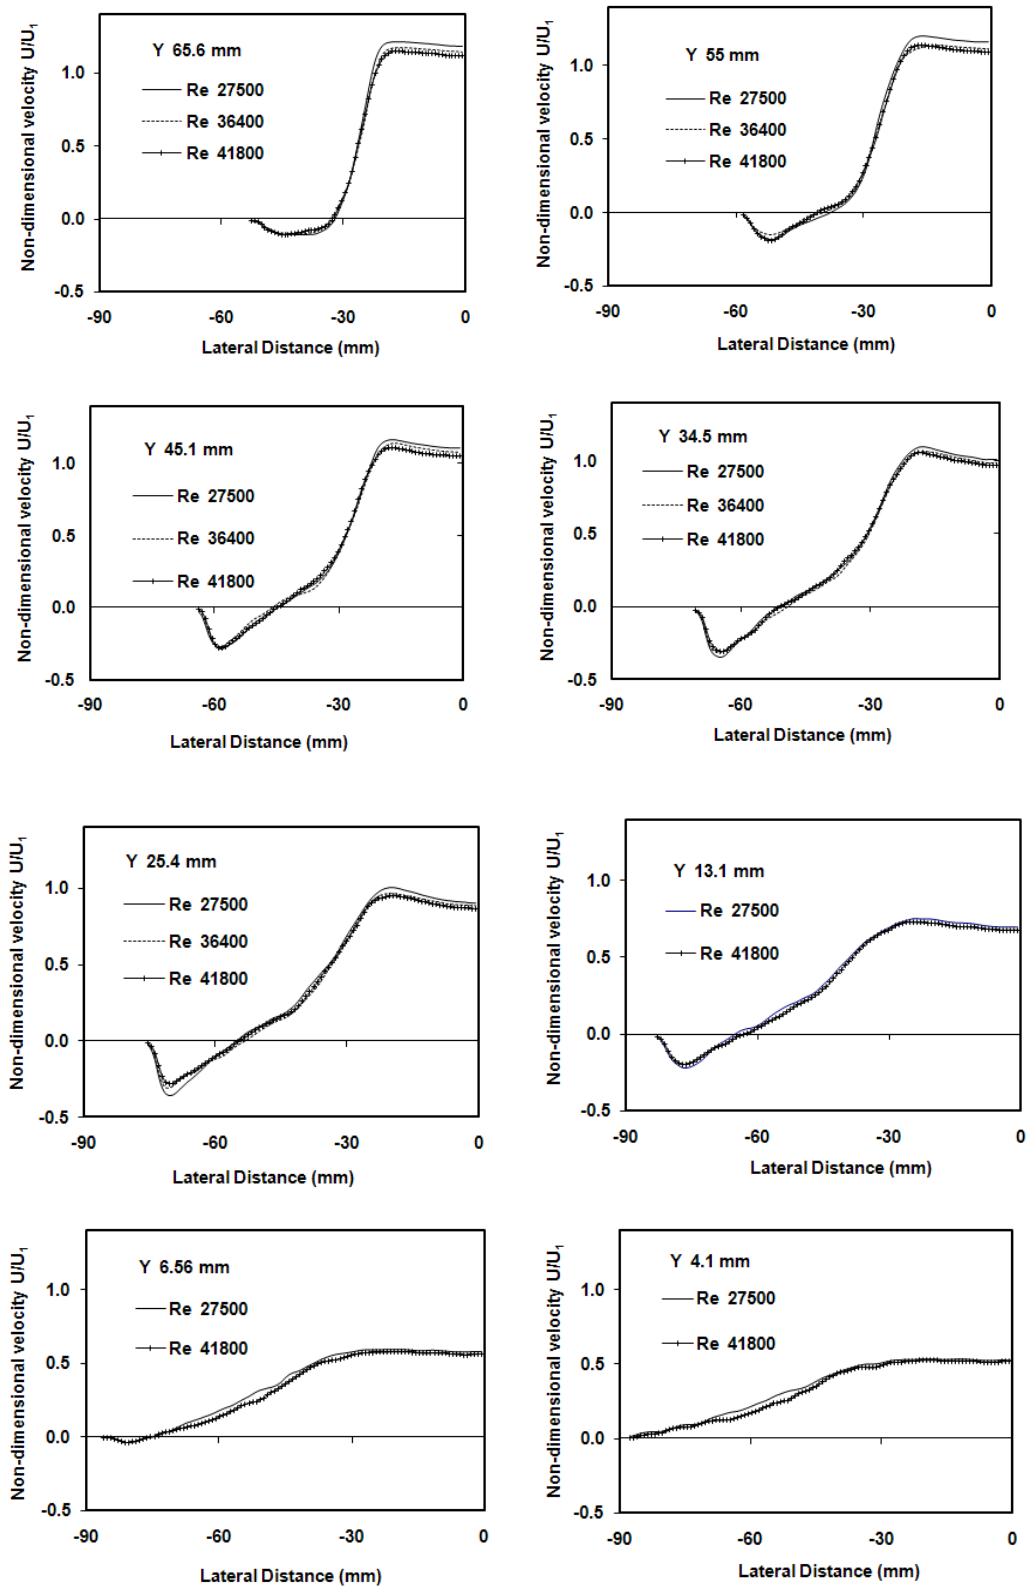 Non-dimensional velocity U/U1
Y 65.6 mm
Re 27500
Re 36400
Re 41800
1.0
0.5
0.0
-0.5
-90
-60
-30
0
Lateral Distance (mm)
Non-dimensional velocity U/U1
Y 55 mm
Re 27500
Re 36400
Re 41800
1.0
0.5
0.0
-0.5
-90
-60
-30
0
Lateral Distance (mm)
Non-dimensional velocity U/U1
Y 45.1 mm
Re 27500
Re 36400
Re 41800
1.0
0.5
0.0
-0.5
-90
-60
-30
0
Lateral Distance (mm)
Non-dimensional velocity U/U1
Y 34.5 mm
Re 27500
Re 36400
Re 41800
1.0
0.5
0.0
-0.5
-90
-60
-30
0
Lateral Distance (mm)
Non-dimensional velocity U/U1
Y 25.4 mm
Re 27500
Re 36400
Re 41800
1.0
0.5
0.0
-0.5
-90
-60
-30
0
Lateral Distance (mm)
Non-dimensional velocity U/U1
Y 13.1 mm
Re 27500
Re 41800
1.0
0.5
0.0
-0.5
-90
-60
-30
0
Lateral Distance (mm)
Non-dimensional velocity U/U1
Y 6.56 mm
Re 27500
Re 41800
1.0
0.5
0.0
-0.5
-90
-60
-30
0
Lateral Distance (mm)
Non-dimensional velocity U/U1
Y 4.1 mm
Re 27500
Re 41800
1.0
0.5
0.0
-0.5
-90
-60
-30
0
Lateral Distance (mm)